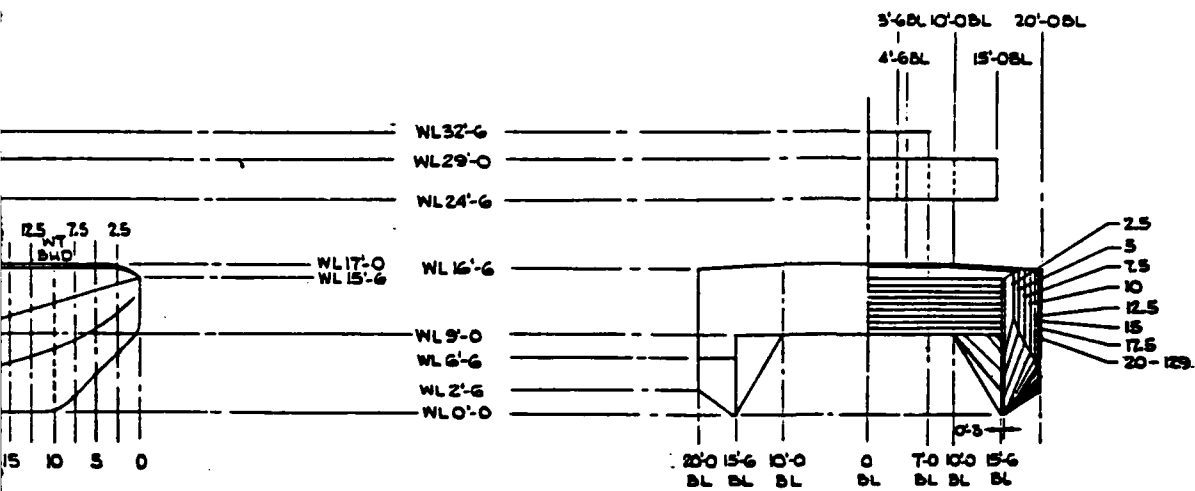 3'-6BL 10'-0BL 20'-0BL
4'-6BL 15'-0BL
WL 32'-6
WL 29'-0
WL 24'-6
12.5 7.5 2.5
WT
BHD
WL 17'-0
WL 15'-6
WL 16'-6
WL 9'-0
WL 6'-6
WL 2'-6
WL 0'-0
2.5
5
7.5
10
12.5
15
17.5
20-129.
0'-3
15 10 5 0
20'-0 BL
15'-6 BL
10'-0 BL
0 BL
7'-0 BL
10'-0 BL
15'-6 BL